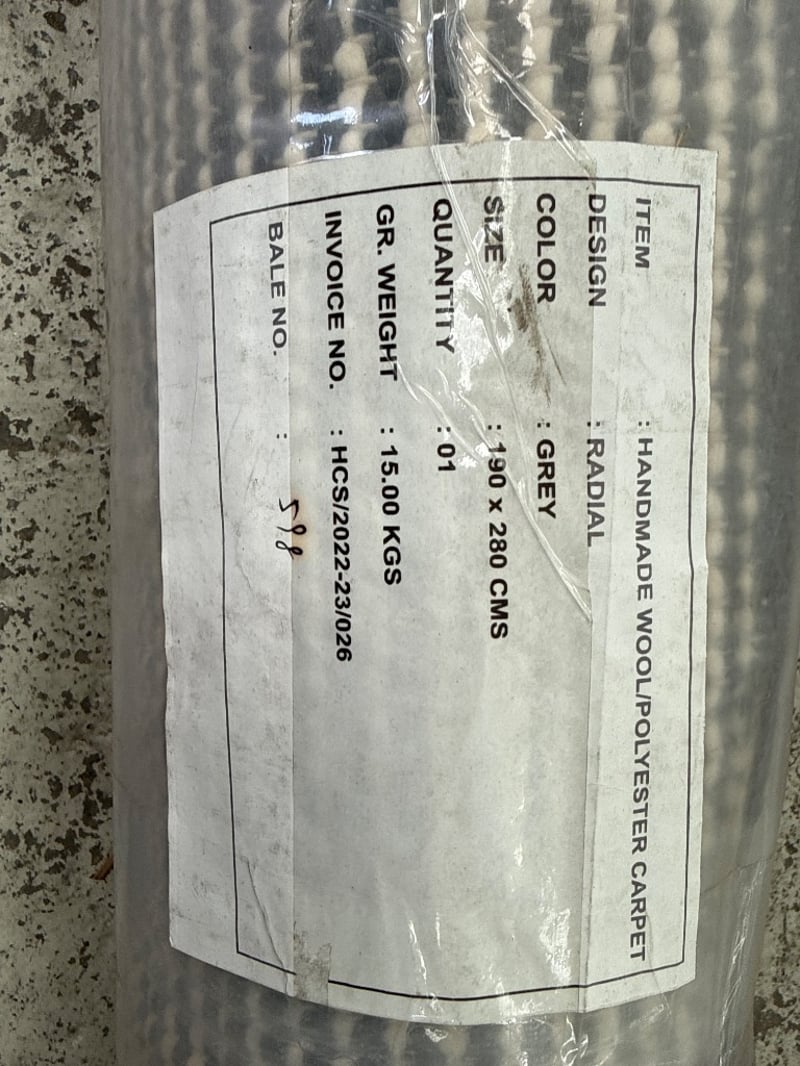 ITEM : HANDMADE WOOL/POLYESTER CARPET
DESIGN : RADIAL
COLOR : GREY
SIZE : 190 x 280 CMS
QUANTITY : 01
GR. WEIGHT : 15.00 KGS
INVOICE NO. : HCS/2022-23/026
BALE NO. : 598